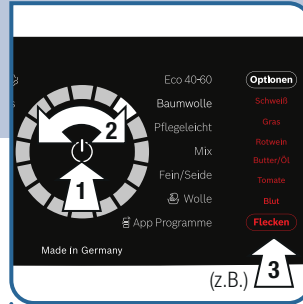 Eco 40-60
Baumwolle
Pflegeleicht
Mix
Fein/Seide
Wolle
App Programme
Optionen
Schweiß
Gras
Rotwein
Butter/Öl
Tomate
Blut
Flecken
2
1
Made in Germany
(z.B.) 3